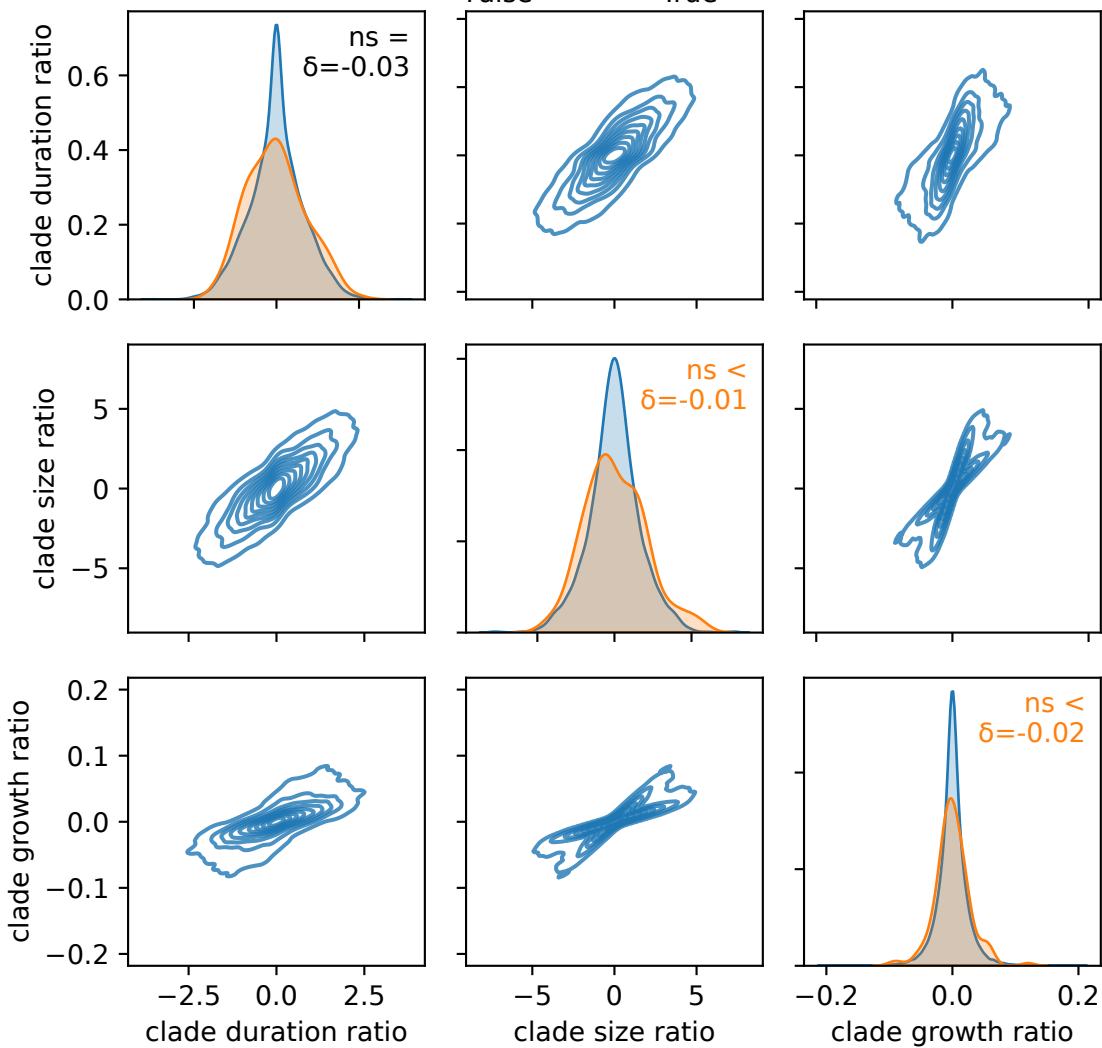 True
clade duration ratio
0.6
0.4
0.2
0.0
ns =
δ=-0.03
clade size ratio
5
0
−5
ns <
δ=-0.01
clade growth ratio
0.2
0.1
0.0
−0.1
−0.2
ns <
δ=-0.02
−2.5 0.0 2.5
−5 0 5
−0.2 0.0 0.2
clade duration ratio
clade size ratio
clade growth ratio